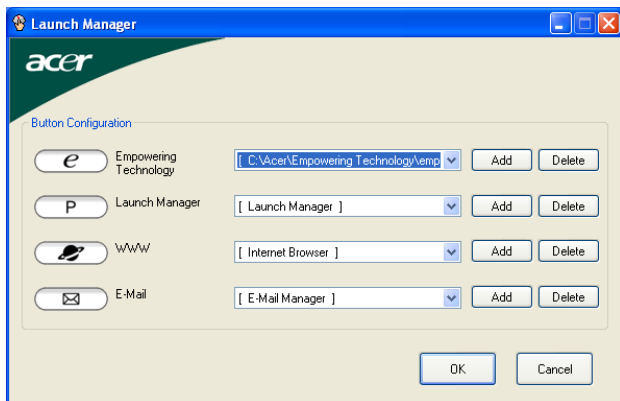 Launch Manager
acer
Button Configuration
e Empowering Technology [ C:\Acer\Empowering Technology\emp Add Delete
P Launch Manager [ Launch Manager ] Add Delete
WWW [ Internet Browser ] Add Delete
E-Mail [ E-Mail Manager ] Add Delete
OK Cancel